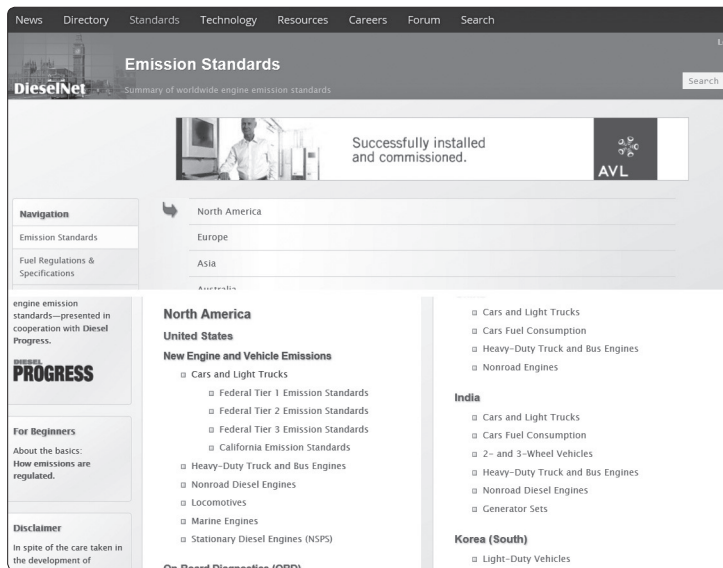 News Directory Standards Technology Resources Careers Forum Search
Emission Standards
DieselNet
Summary of worldwide engine emission standards
Search
Successfully installed
and commissioned.
AVL
Navigation
Emission Standards
Fuel Regulations &
Specifications
North America
Europe
Asia
Australia
engine emission
standards—presented in
cooperation with Diesel
Progress.
DIESEL
PROGRESS
For Beginners
About the basics:
How emissions are
regulated.
Disclaimer
In spite of the care taken in
the development of
North America
United States
New Engine and Vehicle Emissions
Cars and Light Trucks
Federal Tier 1 Emission Standards
Federal Tier 2 Emission Standards
Federal Tier 3 Emission Standards
California Emission Standards
Heavy-Duty Truck and Bus Engines
Nonroad Diesel Engines
Locomotives
Marine Engines
Stationary Diesel Engines (NSPS)
On-Board Diagnostics (OBD)
Cars and Light Trucks
Cars Fuel Consumption
Heavy-Duty Truck and Bus Engines
Nonroad Engines
India
Cars and Light Trucks
Cars Fuel Consumption
2- and 3-Wheel Vehicles
Heavy-Duty Truck and Bus Engines
Nonroad Diesel Engines
Generator Sets
Korea (South)
Light-Duty Vehicles